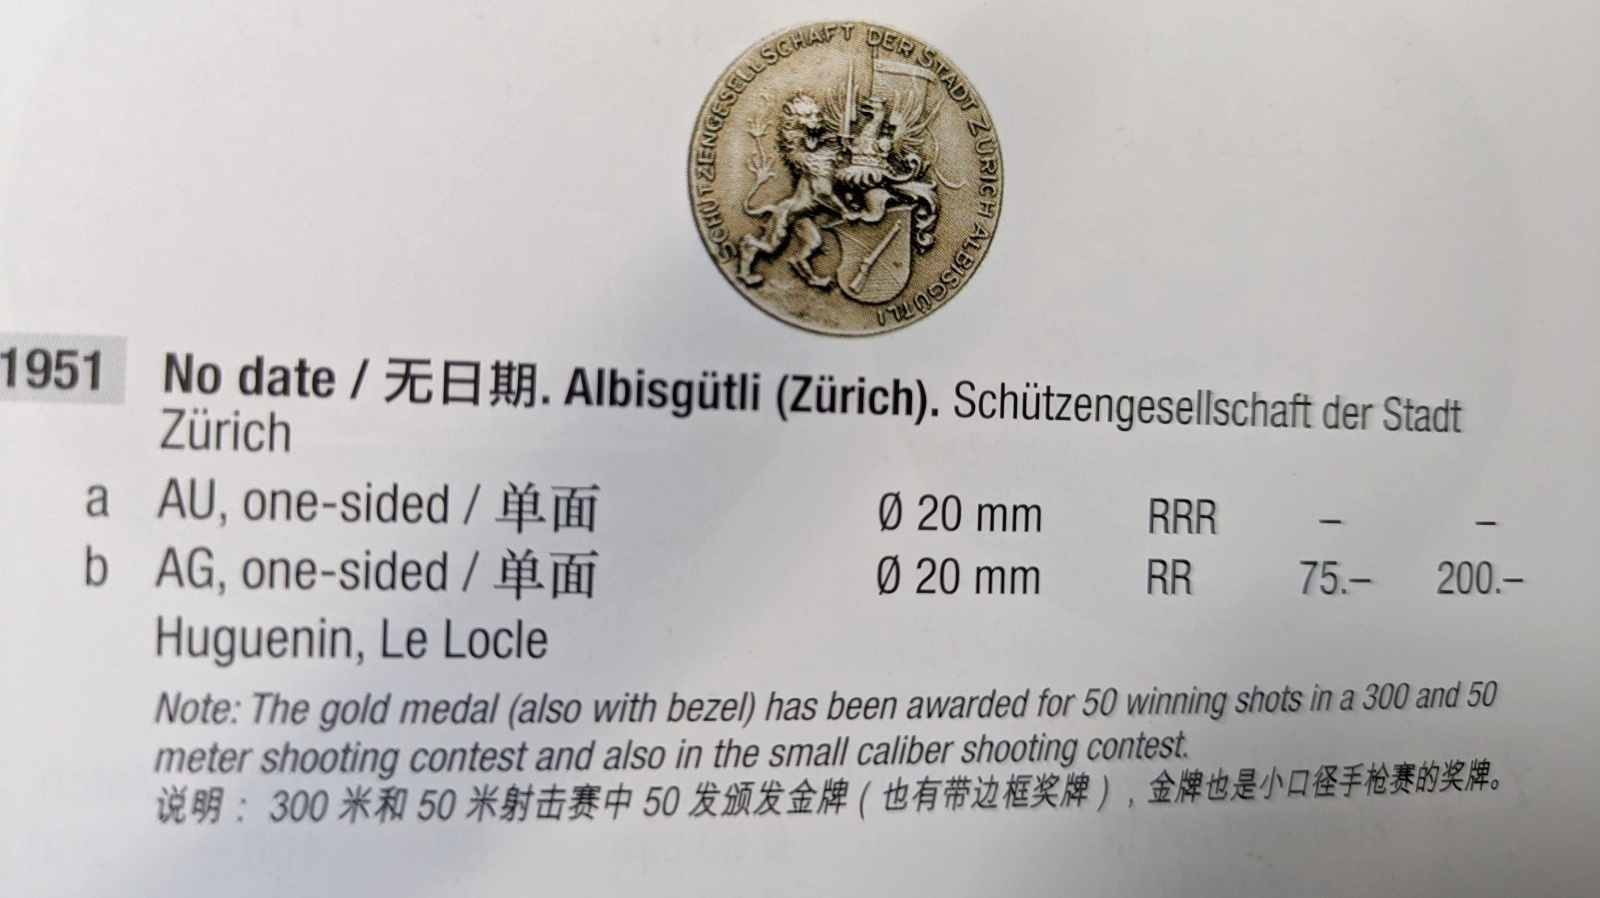 SCHÜTZENGESELLSCHAFT DER STADT ZÜRICH ALBISGÜTLI
1951 No date / 无日期. Albisgütli (Zürich). Schützengesellschaft der Stadt
Zürich
a AU, one-sided / 单面 Ø 20 mm RRR – –
b AG, one-sided / 单面 Ø 20 mm RR 75.– 200.–
Huguenin, Le Locle
Note: The gold medal (also with bezel) has been awarded for 50 winning shots in a 300 and 50
meter shooting contest and also in the small caliber shooting contest.
说明： 300 米和 50 米射击赛中 50 发颁发金牌（也有带边框奖牌），金牌也是小口径手枪赛的奖牌。